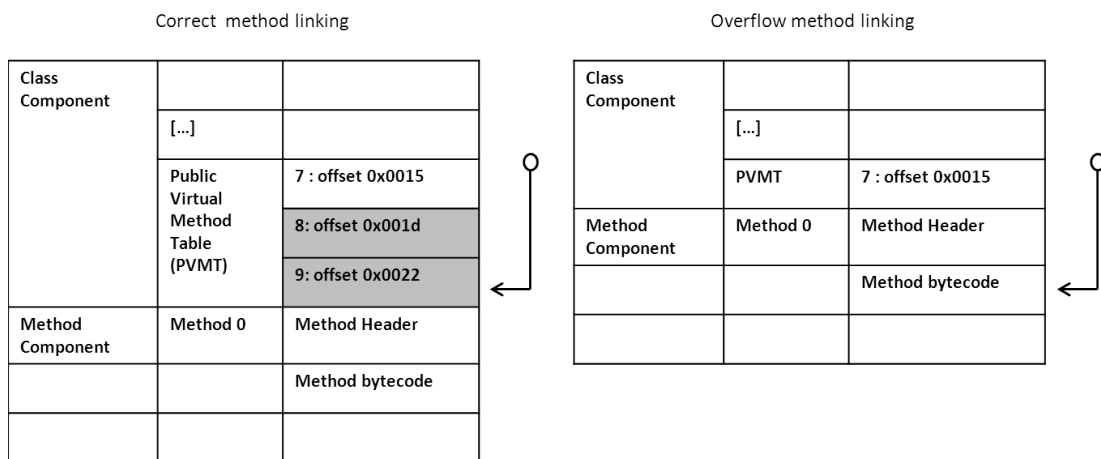 Correct method linking
Class
Component
[...]
Public
Virtual
Method
Table
(PVMT)
7 : offset 0x0015
8: offset 0x001d
9: offset 0x0022
Method
Component
Method 0
Method Header
Method bytecode
Overflow method linking
Class
Component
[...]
PVMT
7 : offset 0x0015
Method
Component
Method 0
Method Header
Method bytecode